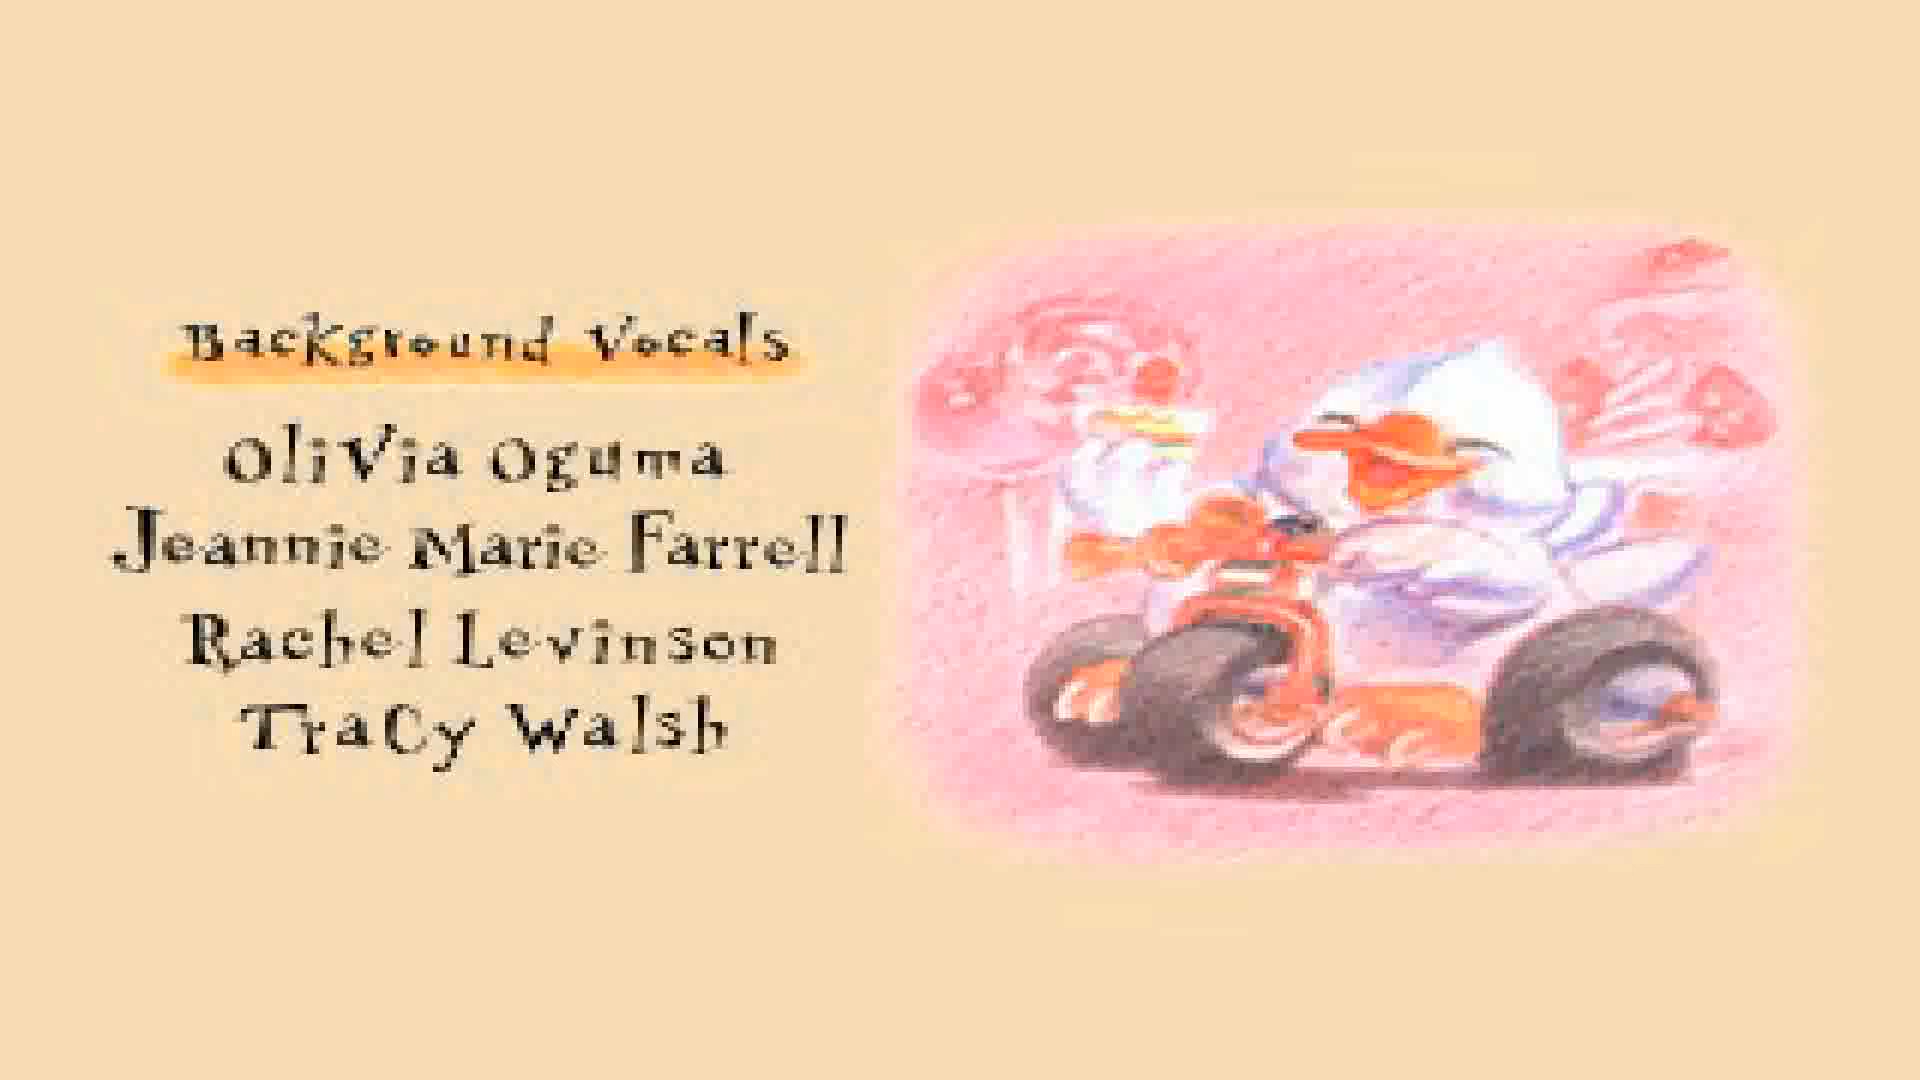 Background Vocals
Olivia Oguma
Jeannie Marie Farrell
Rachel Levinson
Tracy Walsh